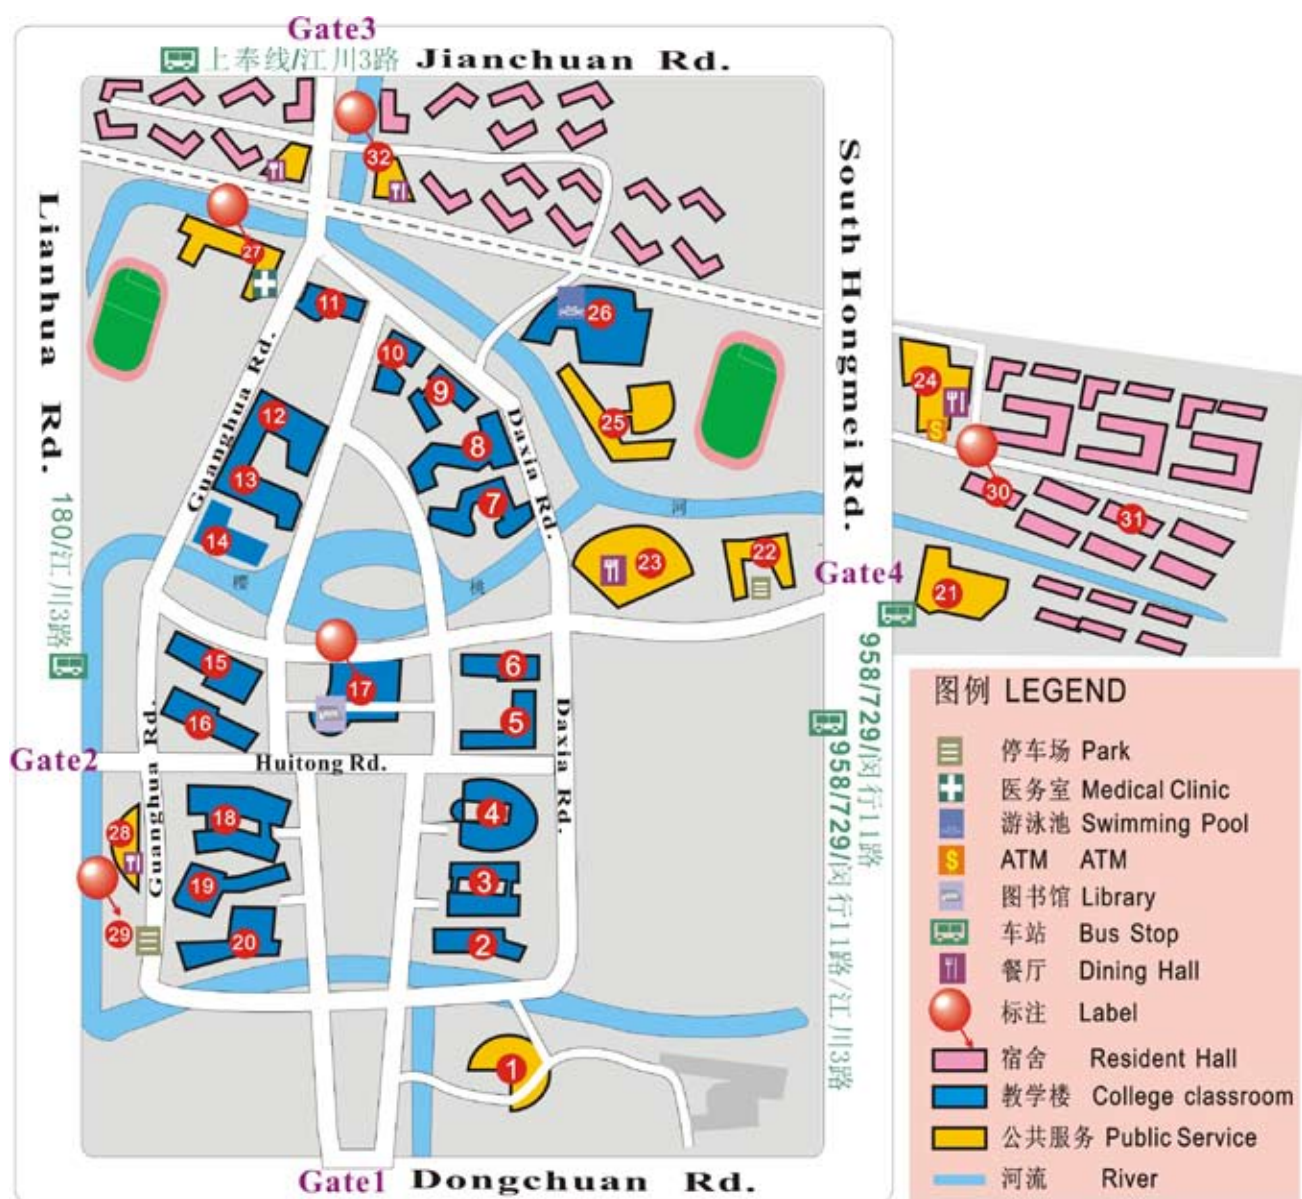 Gate3
上奉线/江川3路 Jianchuan Rd.
32
27
11
26
10
9
Guanghua Rd.
Lianhua Rd.
South Hongmei Rd.
24
$
12
25
Daxia Rd.
8
13
7
30
31
180/江川3路
14
河
23
22
Gate4
21
樱
桃
15
6
17
16
5
Guanghua Rd.
Daxia Rd.
958/729/闵行11路
Gate2
Huitong Rd.
958/729/闵行11路/江川3路
28
18
4
19
3
29
20
2
1
Gate1 Dongchuan Rd.
图例 LEGEND
停车场 Park
医务室 Medical Clinic
游泳池 Swimming Pool
$ ATM ATM
图书馆 Library
车站 Bus Stop
餐厅 Dining Hall
标注 Label
宿舍 Resident Hall
教学楼 College classroom
公共服务 Public Service
河流 River